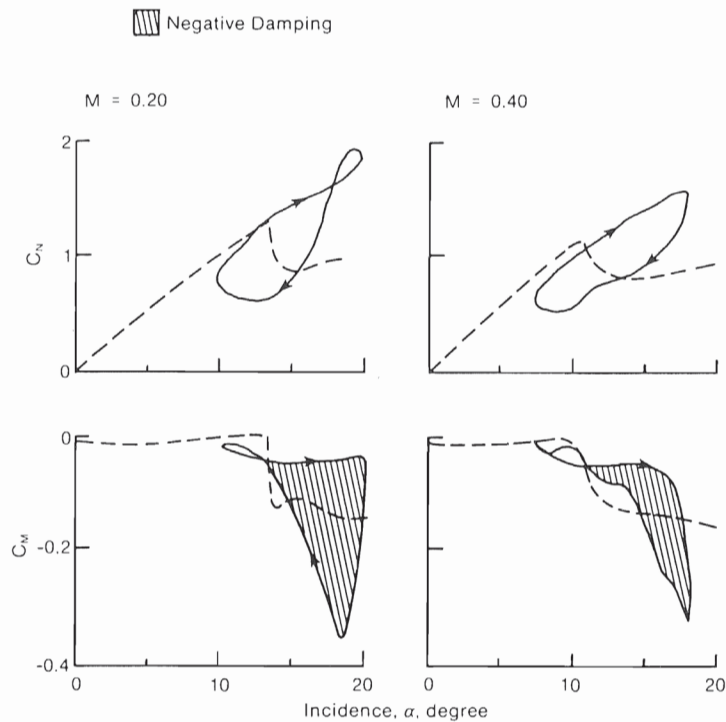 Negative Damping
M = 0.20
M = 0.40
2
1
0
C_N
0
-0.2
-0.4
C_M
0
10
20
0
10
20
Incidence, α, degree